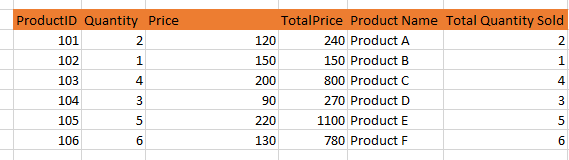 ProductID Quantity Price TotalPrice Product Name Total Quantity Sold
101 2 120 240 Product A 2
102 1 150 150 Product B 1
103 4 200 800 Product C 4
104 3 90 270 Product D 3
105 5 220 1100 Product E 5
106 6 130 780 Product F 6